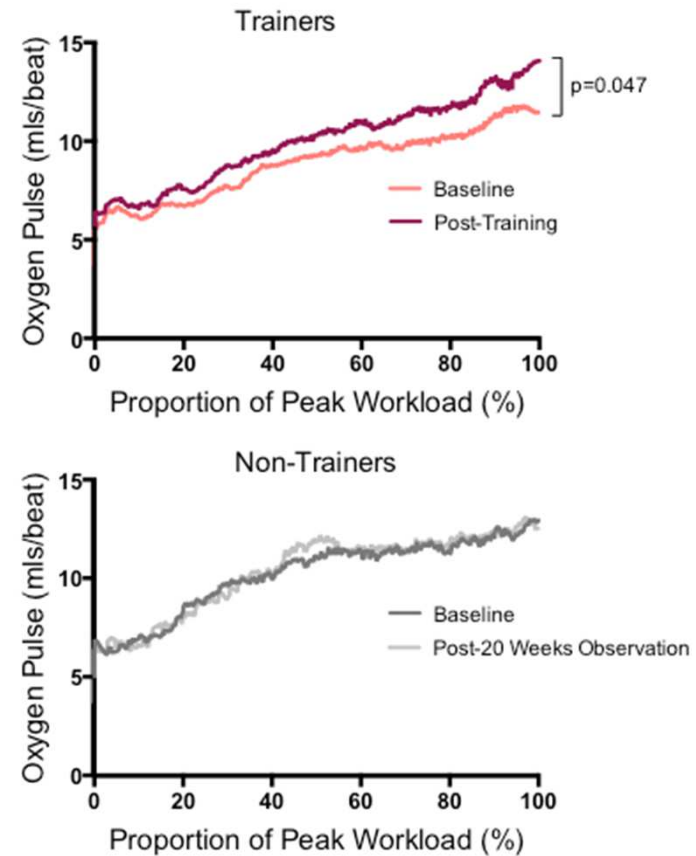 Trainers
15
10
5
0
Oxygen Pulse (mls/beat)
p=0.047
Baseline
Post-Training
0 20 40 60 80 100
Proportion of Peak Workload (%)
Non-Trainers
15
10
5
0
Oxygen Pulse (mls/beat)
Baseline
Post-20 Weeks Observation
0 20 40 60 80 100
Proportion of Peak Workload (%)